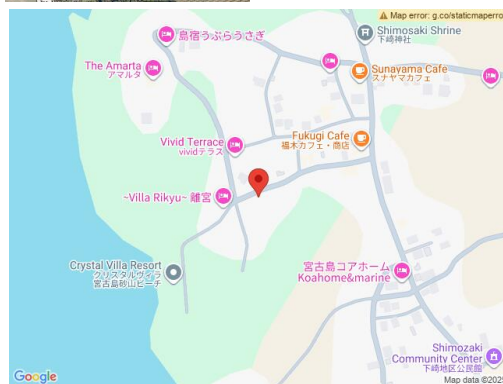 Map error: g.co/staticmaperro
島宿うぷらうさぎ
Shimosaki Shrine
下崎神社
The Amarta
アマルタ
Sunayama Cafe
スナヤマカフェ
Fukugi Cafe
福木カフェ・商店
Vivid Terrace
vividテラス
~Villa Rikyu~ 離宮
Crystal Villa Resort
クリスタルヴィラ
宮古島砂山ビーチ
宮古島コアホーム
Koahome&marine
Shimozaki
Community Center
下崎地区公民館
Google
Map data ©202